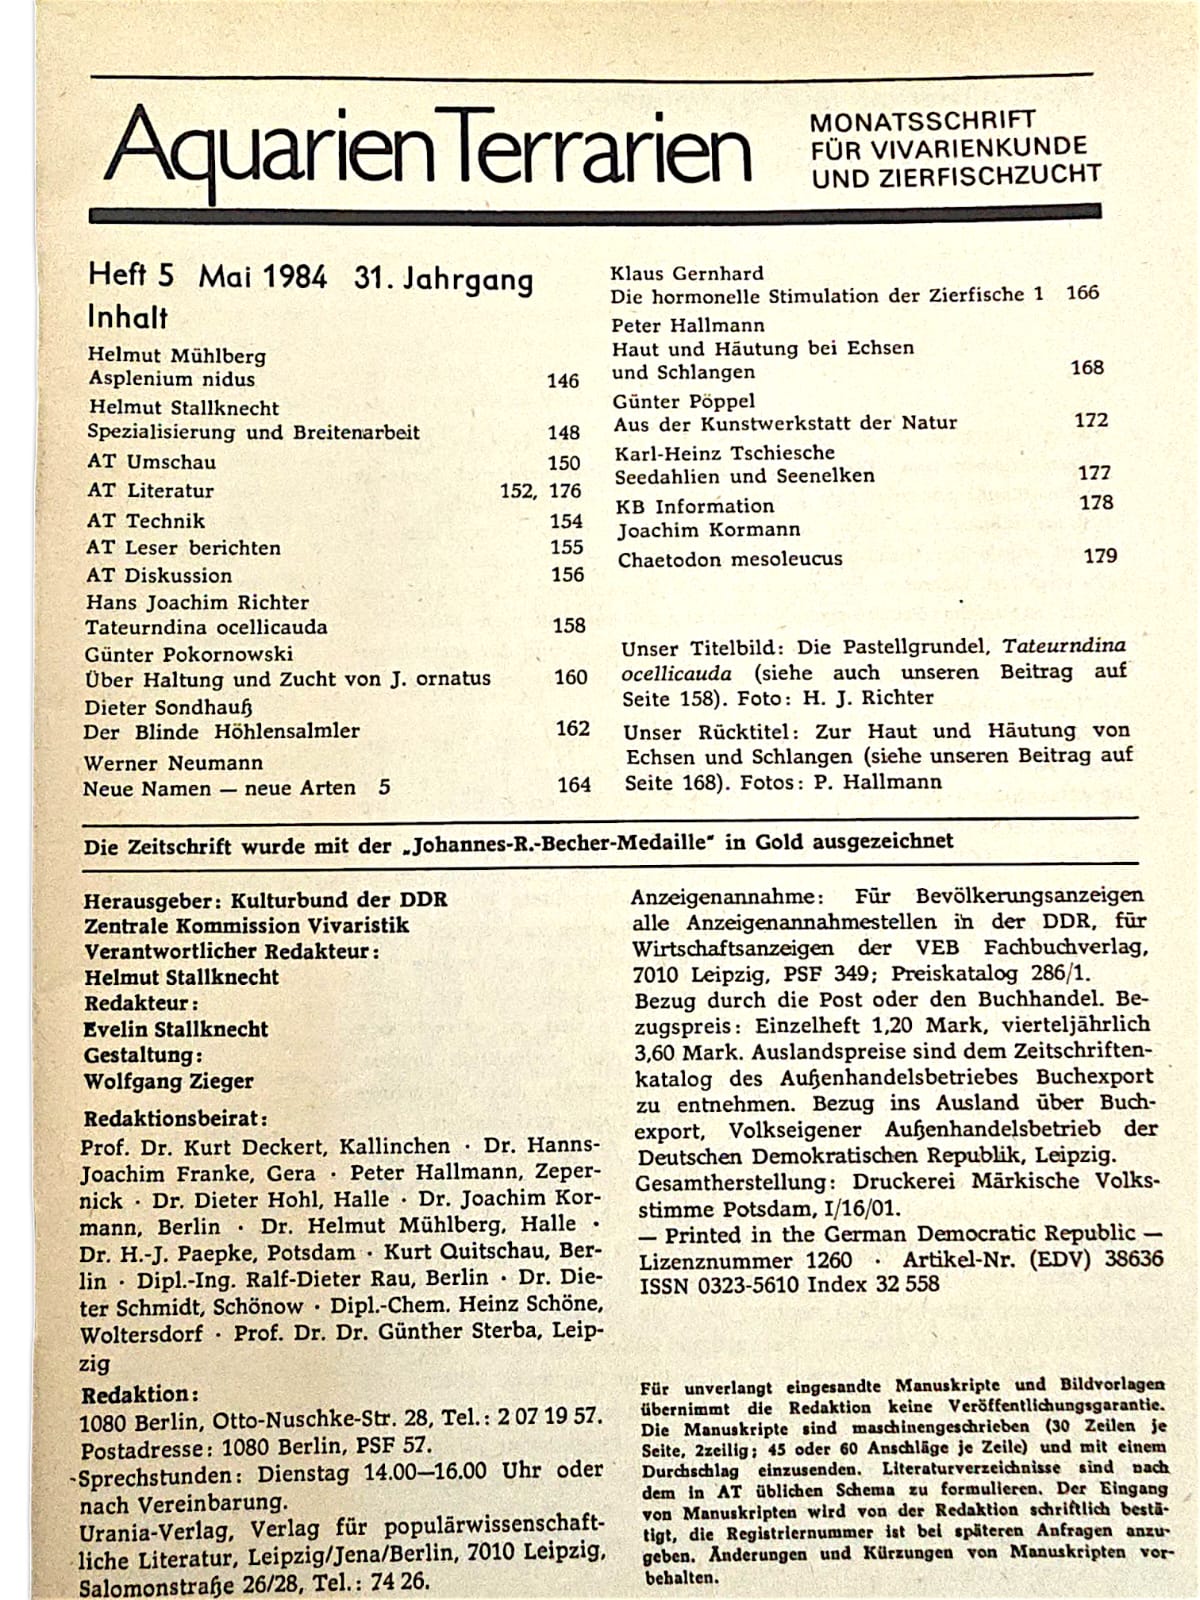 Aquarien Terrarien
MONATSSCHRIFT
FÜR VIVARIENKUNDE
UND ZIERFISCHZUCHT
Heft 5 Mai 1984 31. Jahrgang
Inhalt
Helmut Mühlberg
Asplenium nidus 146
Helmut Stallknecht
Spezialisierung und Breitenarbeit 148
AT Umschau 150
AT Literatur 152, 176
AT Technik 154
AT Leser berichten 155
AT Diskussion 156
Hans Joachim Richter
Tateurndina ocellicauda 158
Günter Pokornowski
Über Haltung und Zucht von J. ornatus 160
Dieter Sondhauß
Der Blinde Höhlensalmler 162
Werner Neumann
Neue Namen — neue Arten 5 164
Klaus Gernhard
Die hormonelle Stimulation der Zierfische 1 166
Peter Hallmann
Haut und Häutung bei Echsen
und Schlangen 168
Günter Pöppel
Aus der Kunstwerkstatt der Natur 172
Karl-Heinz Tschiesche
Seedahlien und Seenelken 177
KB Information 178
Joachim Kormann
Chaetodon mesoleucus 179
Unser Titelbild: Die Pastellgrundel, Tateurndina
ocellicauda (siehe auch unseren Beitrag auf
Seite 158). Foto: H. J. Richter
Unser Rücktitel: Zur Haut und Häutung von
Echsen und Schlangen (siehe unseren Beitrag auf
Seite 168). Fotos: P. Hallmann
Die Zeitschrift wurde mit der „Johannes-R.-Becher-Medaille" in Gold ausgezeichnet
Herausgeber: Kulturbund der DDR
Zentrale Kommission Vivaristik
Verantwortlicher Redakteur:
Helmut Stallknecht
Redakteur:
Evelin Stallknecht
Gestaltung:
Wolfgang Zieger
Redaktionsbeirat:
Prof. Dr. Kurt Deckert, Kallinchen · Dr. Hanns-
Joachim Franke, Gera · Peter Hallmann, Zeper-
nick · Dr. Dieter Hohl, Halle · Dr. Joachim Kor-
mann, Berlin · Dr. Helmut Mühlberg, Halle ·
Dr. H.-J. Paepke, Potsdam · Kurt Quitschau, Ber-
lin · Dipl.-Ing. Ralf-Dieter Rau, Berlin · Dr. Die-
ter Schmidt, Schönow · Dipl.-Chem. Heinz Schöne,
Woltersdorf · Prof. Dr. Dr. Günther Sterba, Leip-
zig
Redaktion:
1080 Berlin, Otto-Nuschke-Str. 28, Tel.: 2 07 19 57.
Postadresse: 1080 Berlin, PSF 57.
Sprechstunden: Dienstag 14.00—16.00 Uhr oder
nach Vereinbarung.
Urania-Verlag, Verlag für populärwissenschaft-
liche Literatur, Leipzig/Jena/Berlin, 7010 Leipzig,
Salomonstraße 26/28, Tel.: 74 26.
Anzeigenannahme: Für Bevölkerungsanzeigen
alle Anzeigenannahmestellen in der DDR, für
Wirtschaftsanzeigen der VEB Fachbuchverlag,
7010 Leipzig, PSF 349; Preiskatalog 286/1.
Bezug durch die Post oder den Buchhandel. Be-
zugspreis: Einzelheft 1,20 Mark, vierteljährlich
3,60 Mark. Auslandspreise sind dem Zeitschriften-
katalog des Außenhandelsbetriebes Buchexport
zu entnehmen. Bezug ins Ausland über Buch-
export, Volkseigener Außenhandelsbetrieb der
Deutschen Demokratischen Republik, Leipzig.
Gesamtherstellung: Druckerei Märkische Volks-
stimme Potsdam, I/16/01.
— Printed in the German Democratic Republic —
Lizenznummer 1260 · Artikel-Nr. (EDV) 38636
ISSN 0323-5610 Index 32 558
Für unverlangt eingesandte Manuskripte und Bildvorlagen
übernimmt die Redaktion keine Veröffentlichungsgarantie.
Die Manuskripte sind maschinengeschrieben (30 Zeilen je
Seite, 2zeilig; 45 oder 60 Anschläge je Zeile) und mit einem
Durchschlag einzusenden. Literaturverzeichnisse sind nach
dem in AT üblichen Schema zu formulieren. Der Eingang
von Manuskripten wird von der Redaktion schriftlich bestä-
tigt, die Registriernummer ist bei späteren Anfragen anzu-
geben. Änderungen und Kürzungen von Manuskripten vor-
behalten.